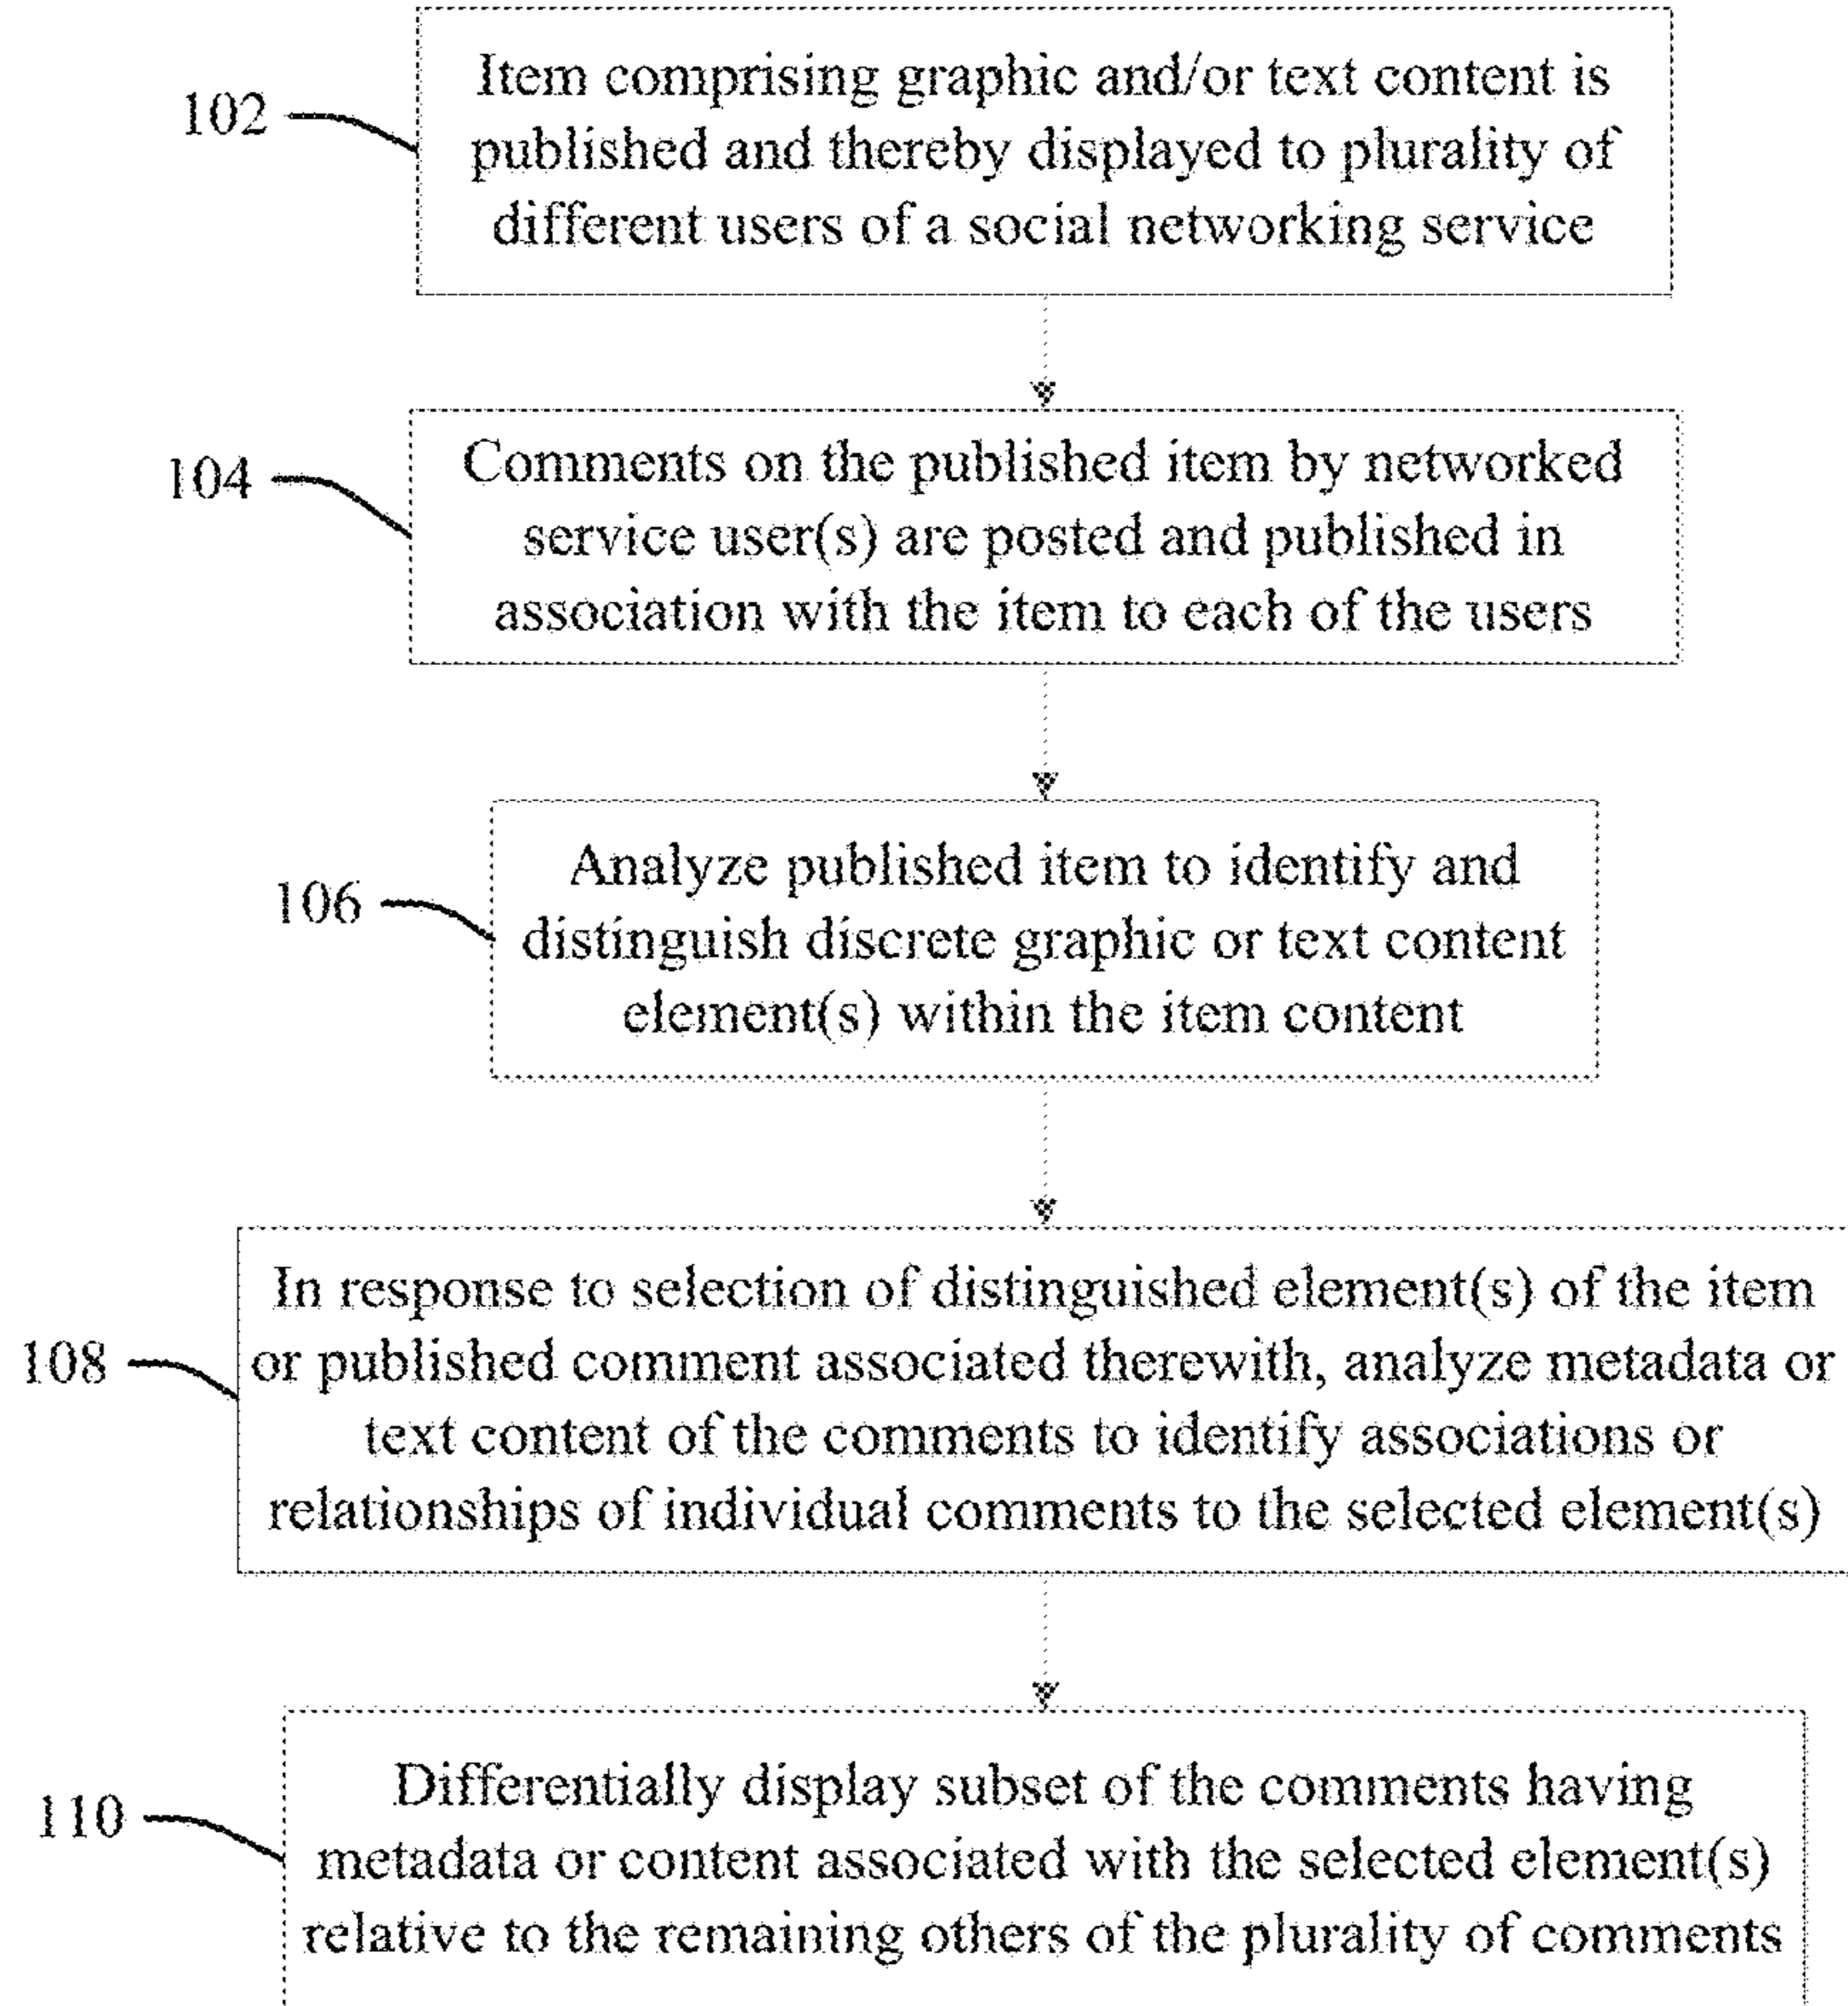 102
Item comprising graphic and/or text content is
published and thereby displayed to plurality of
different users of a social networking service
104
Comments on the published item by networked
service user(s) are posted and published in
association with the item to each of the users
106
Analyze published item to identify and
distinguish discrete graphic or text content
element(s) within the item content
108
In response to selection of distinguished element(s) of the item
or published comment associated therewith, analyze metadata or
text content of the comments to identify associations or
relationships of individual comments to the selected element(s)
110
Differentially display subset of the comments having
metadata or content associated with the selected element(s)
relative to the remaining others of the plurality of comments